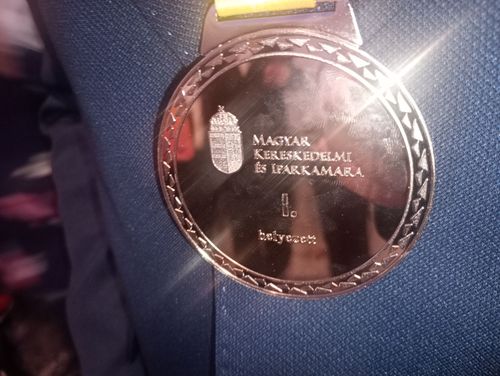 MAGYAR
KERESKEDELMI
ÉS IPARKAMARA
I.
helyezett